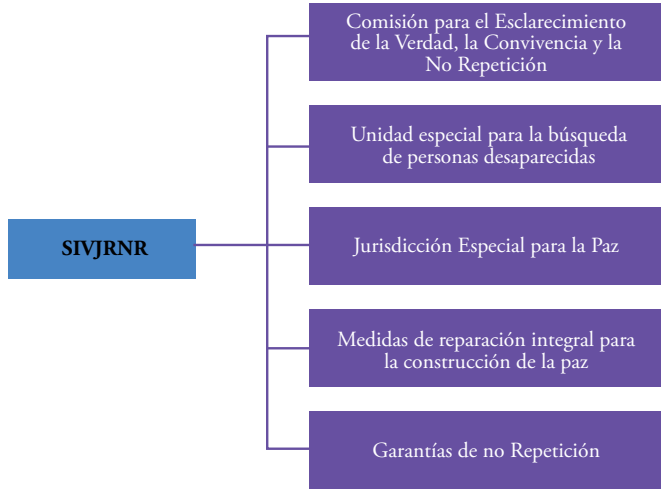 Comisión para el Esclarecimiento
de la Verdad, la Convivencia y la
No Repetición
Unidad especial para la búsqueda
de personas desaparecidas
SIVJRNR
Jurisdicción Especial para la Paz
Medidas de reparación integral para
la construcción de la paz
Garantías de no Repetición